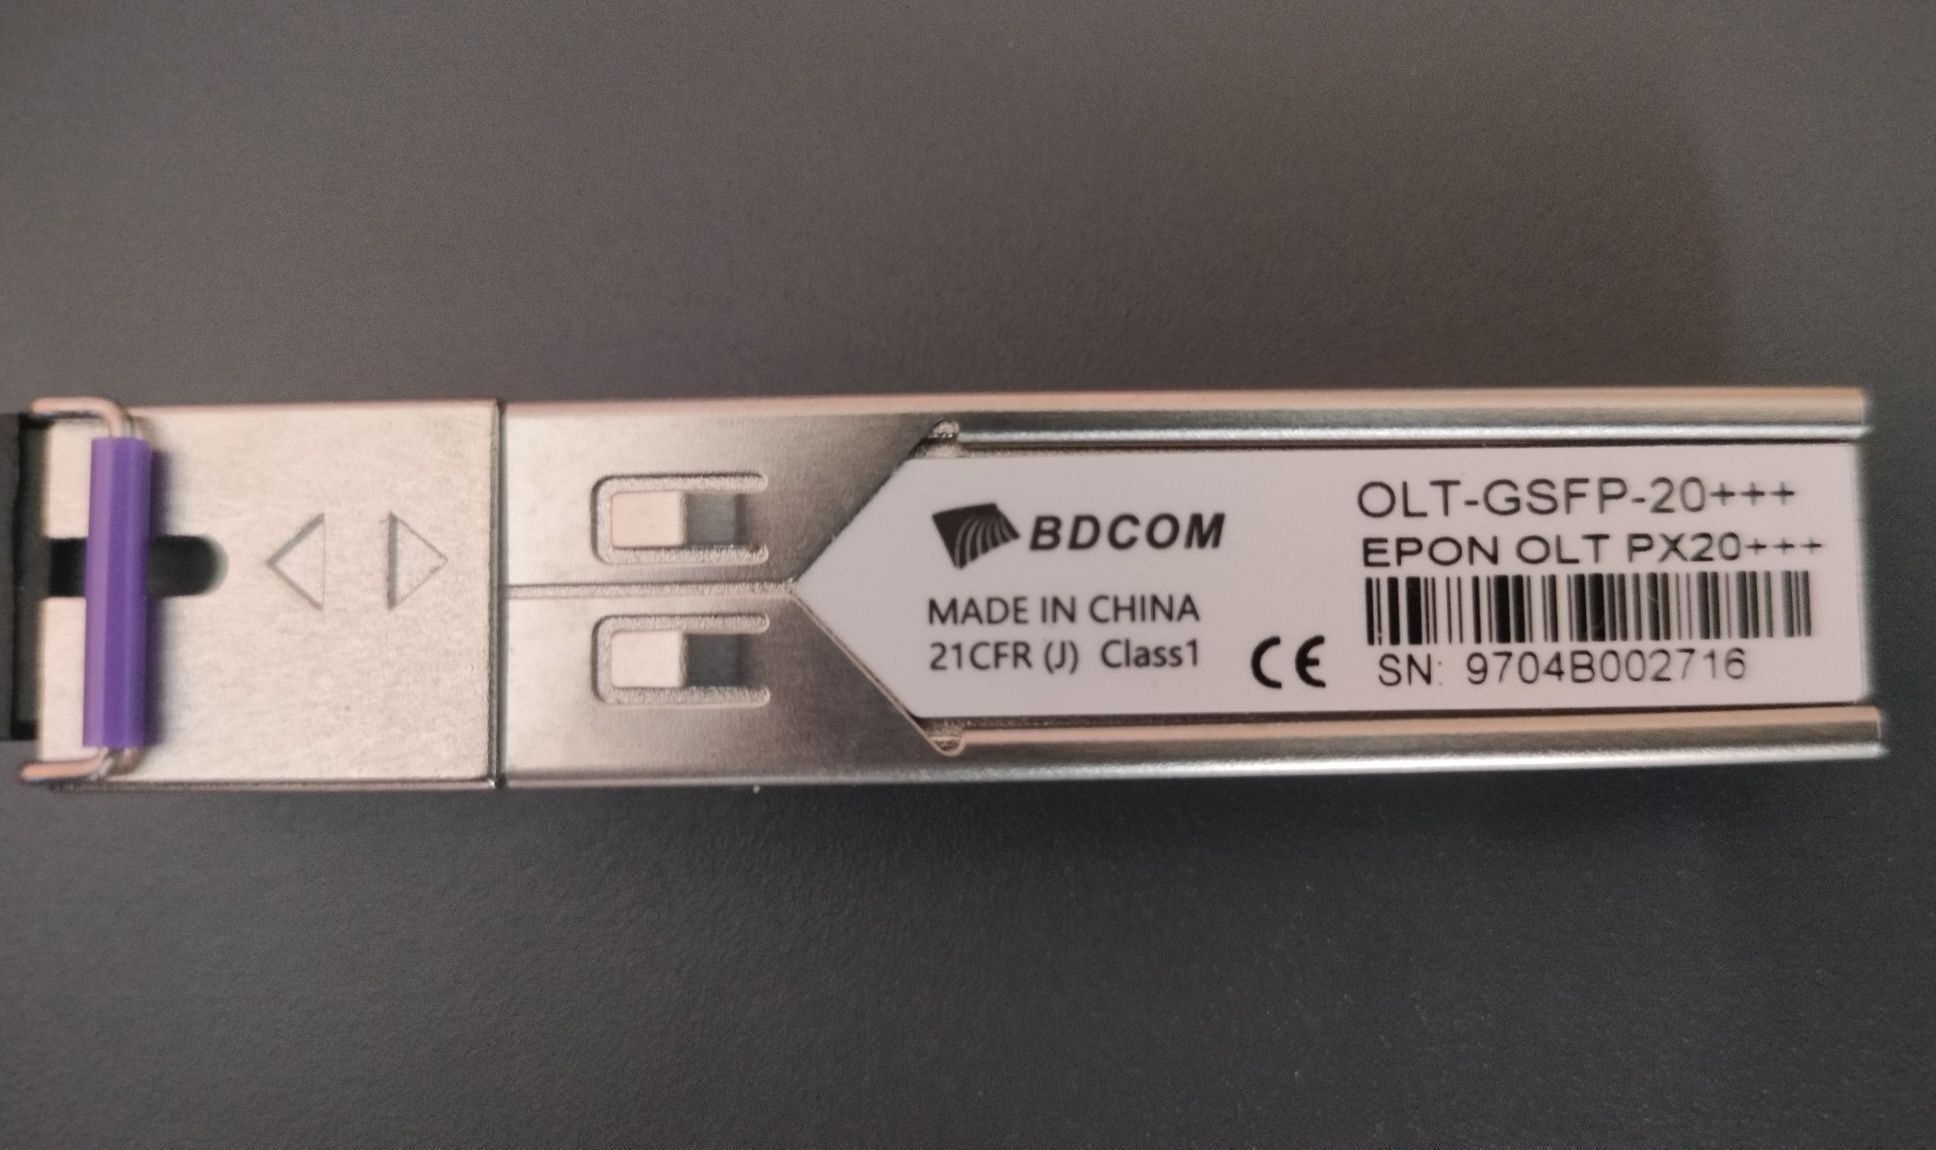 BDCOM
MADE IN CHINA
21CFR (J) Class1
CE
OLT-GSFP-20+++
EPON OLT PX20+++
SN: 9704B002716